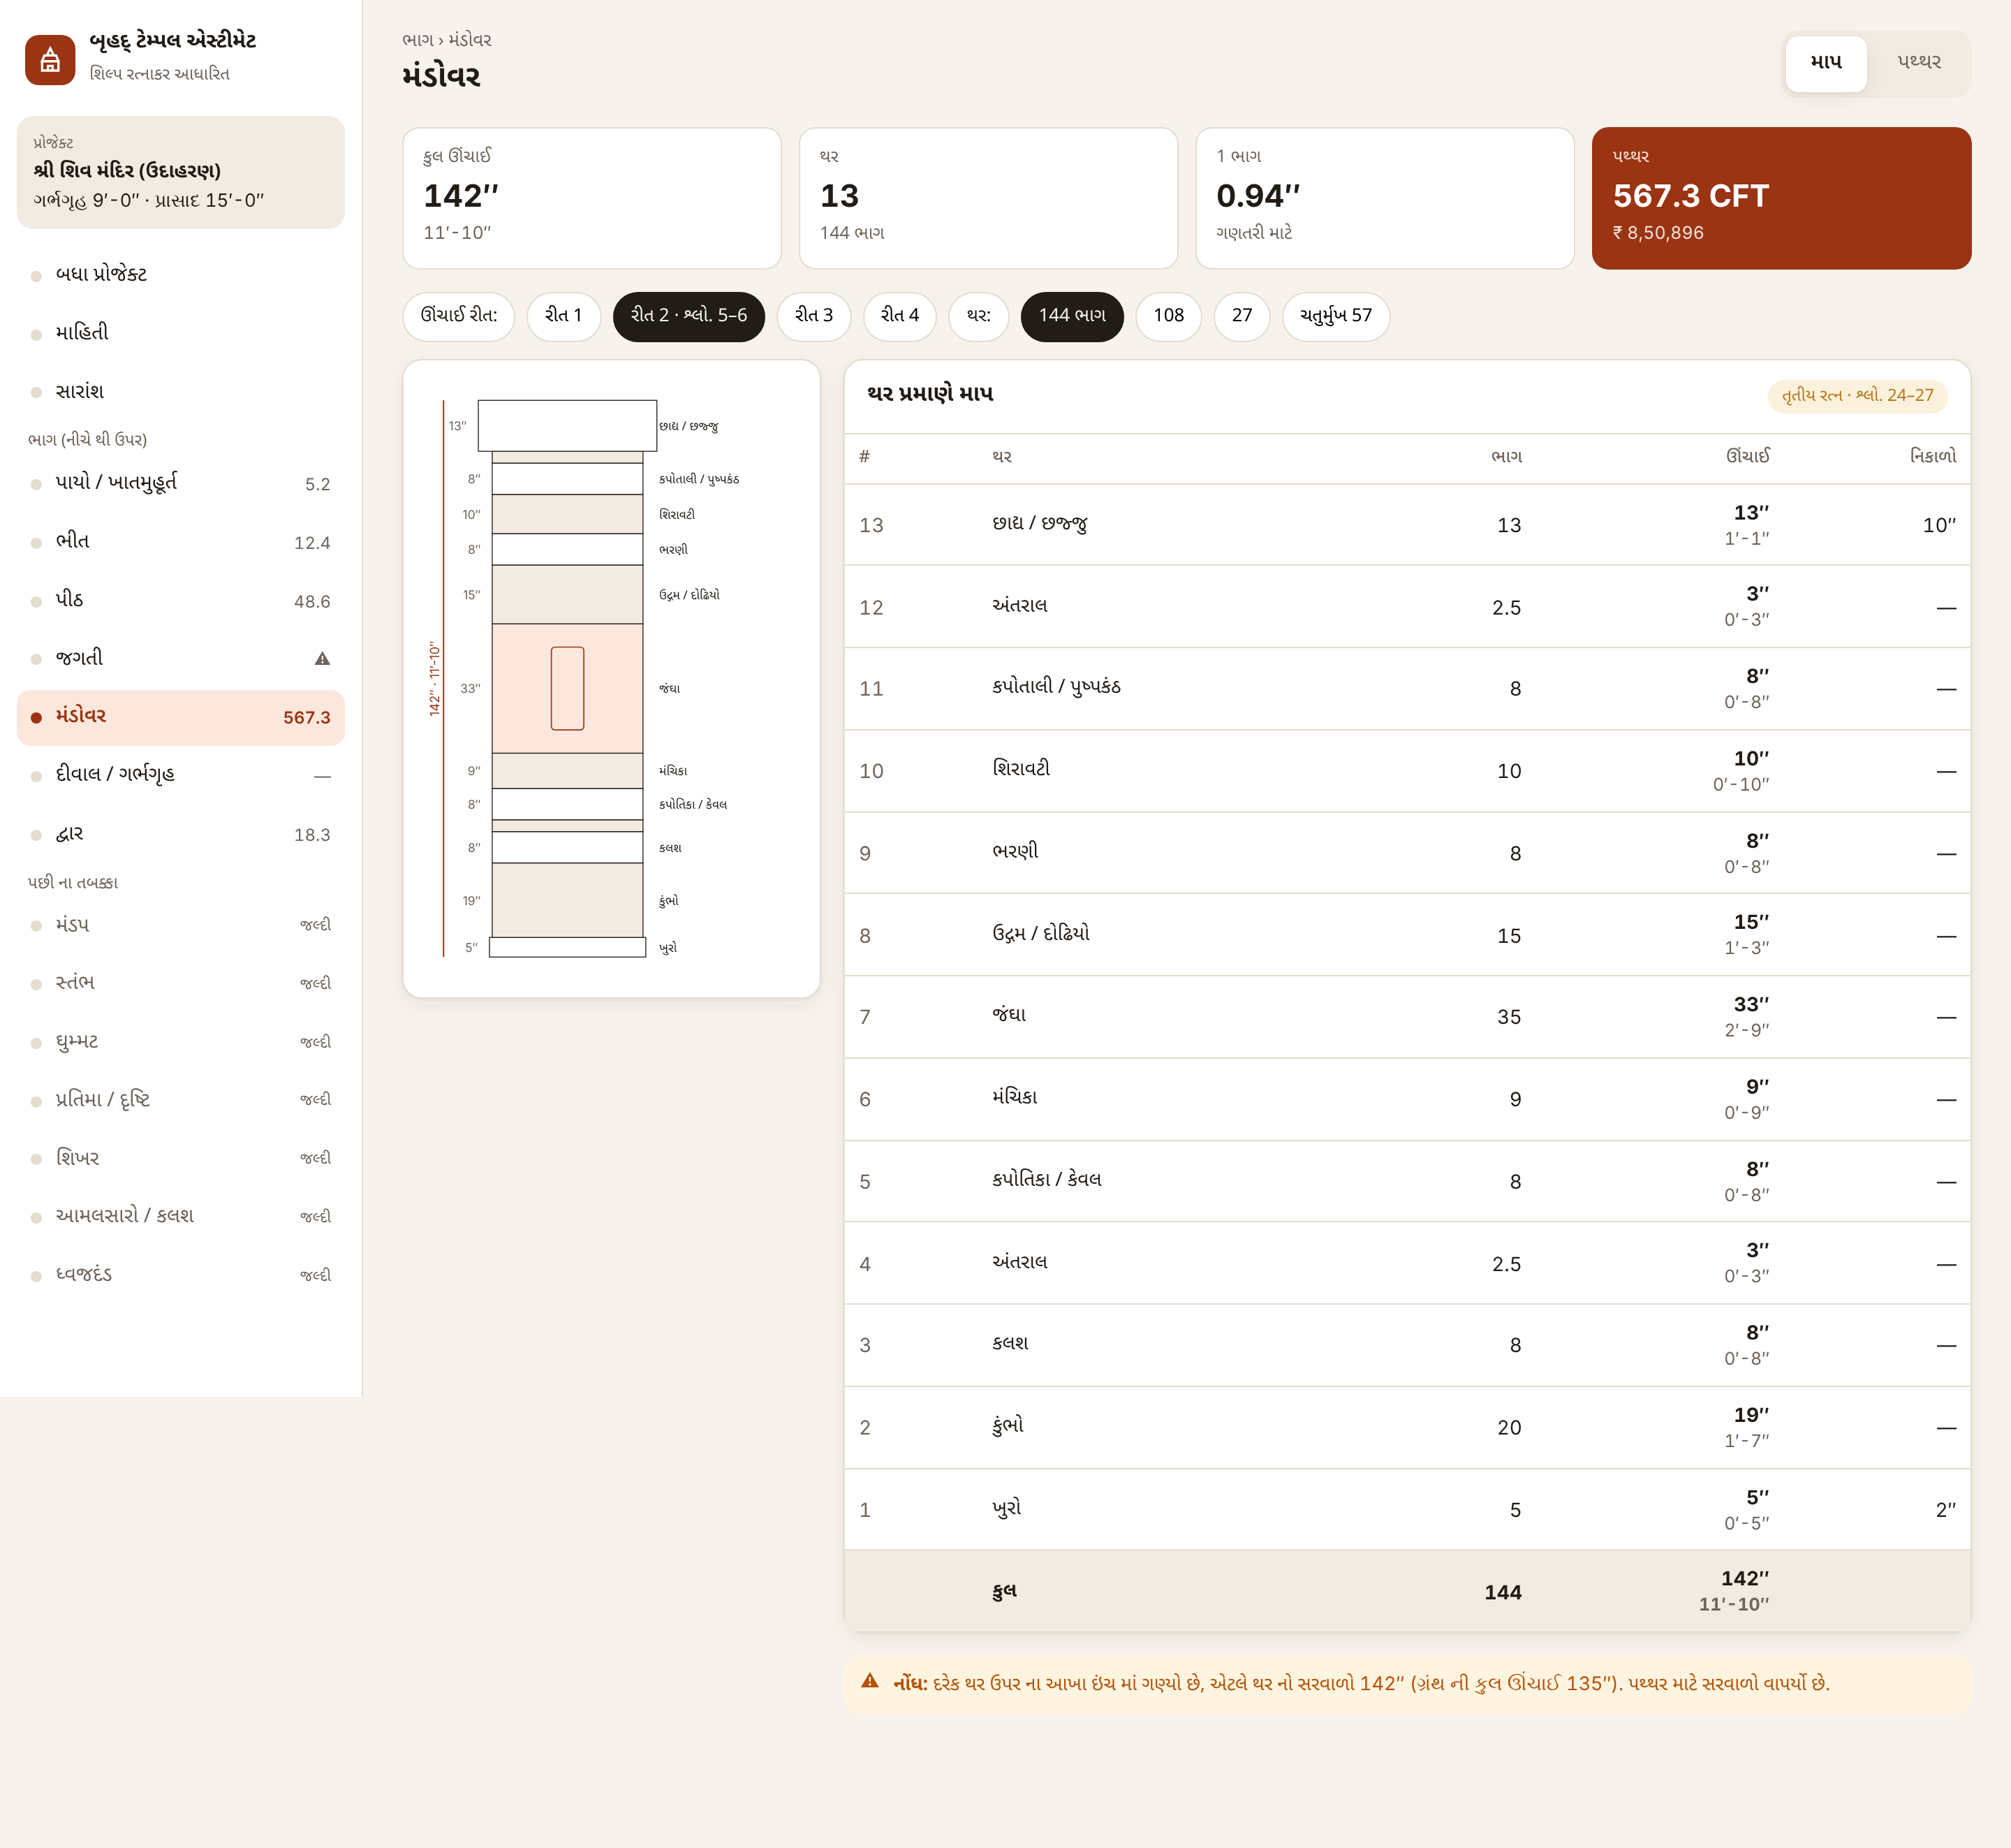 બૃહદ્ ટેમ્પલ એસ્ટીમેટ
શિલ્પ રત્નાકર આધારિત
પ્રોજેક્ટ
શ્રી શિવ મંદિર (ઉદાહરણ)
ગર્ભગૃહ 9′-0″ · પ્રાસાદ 15′-0″
બધા પ્રોજેક્ટ
માહિતી
સારાંશ
ભાગ (નીચે થી ઉપર)
પાયો / ખાતમુહૂર્ત 5.2
ભીત 12.4
પીઠ 48.6
જગતી
મંડોવર 567.3
દીવાલ / ગર્ભગૃહ —
દ્વાર 18.3
પછી ના તબક્કા
મંડપ જલ્દી
સ્તંભ જલ્દી
ઘુમ્મટ જલ્દી
પ્રતિમા / દૃષ્ટિ જલ્દી
શિખર જલ્દી
આમલસારો / કલશ જલ્દી
ધ્વજદંડ જલ્દી
ભાગ › મંડોવર
મંડોવર
માપ પથ્થર
કુલ ઊંચાઈ
142″
11′-10″
થર
13
144 ભાગ
1 ભાગ
0.94″
ગણતરી માટે
પથ્થર
567.3 CFT
₹ 8,50,896
ઊંચાઈ રીત: રીત 1 રીત 2 · શ્લો. 5–6 રીત 3 રીત 4 થર: 144 ભાગ 108 27 ચતુર્મુખ 57
142″ · 11′-10″
13″ છાદ્ય / છજ્જુ
8″ કપોતાલી / પુષ્પકંઠ
10″ શિરાવટી
8″ ભરણી
15″ ઉદ્ગમ / દોઢિયો
33″ જંઘા
9″ મંચિકા
8″ કપોતિકા / કેવલ
8″ કલશ
19″ કુંભો
5″ ખુરો
થર પ્રમાણે માપ તૃતીય રત્ન · શ્લો. 24–27
# થર ભાગ ઊંચાઈ નિકાળો
13 છાદ્ય / છજ્જુ 13 13″ 10″
1′-1″
12 અંતરાલ 2.5 3″ —
0′-3″
11 કપોતાલી / પુષ્પકંઠ 8 8″ —
0′-8″
10 શિરાવટી 10 10″ —
0′-10″
9 ભરણી 8 8″ —
0′-8″
8 ઉદ્ગમ / દોઢિયો 15 15″ —
1′-3″
7 જંઘા 35 33″ —
2′-9″
6 મંચિકા 9 9″ —
0′-9″
5 કપોતિકા / કેવલ 8 8″ —
0′-8″
4 અંતરાલ 2.5 3″ —
0′-3″
3 કલશ 8 8″ —
0′-8″
2 કુંભો 20 19″ —
1′-7″
1 ખુરો 5 5″ 2″
0′-5″
કુલ 144 142″
11′-10″
નોંધ: દરેક થર ઉપર ના આખા ઇંચ માં ગણ્યો છે, એટલે થર નો સરવાળો 142″ (ગ્રંથ ની કુલ ઊંચાઈ 135″). પથ્થર માટે સરવાળો વાપર્યો છે.